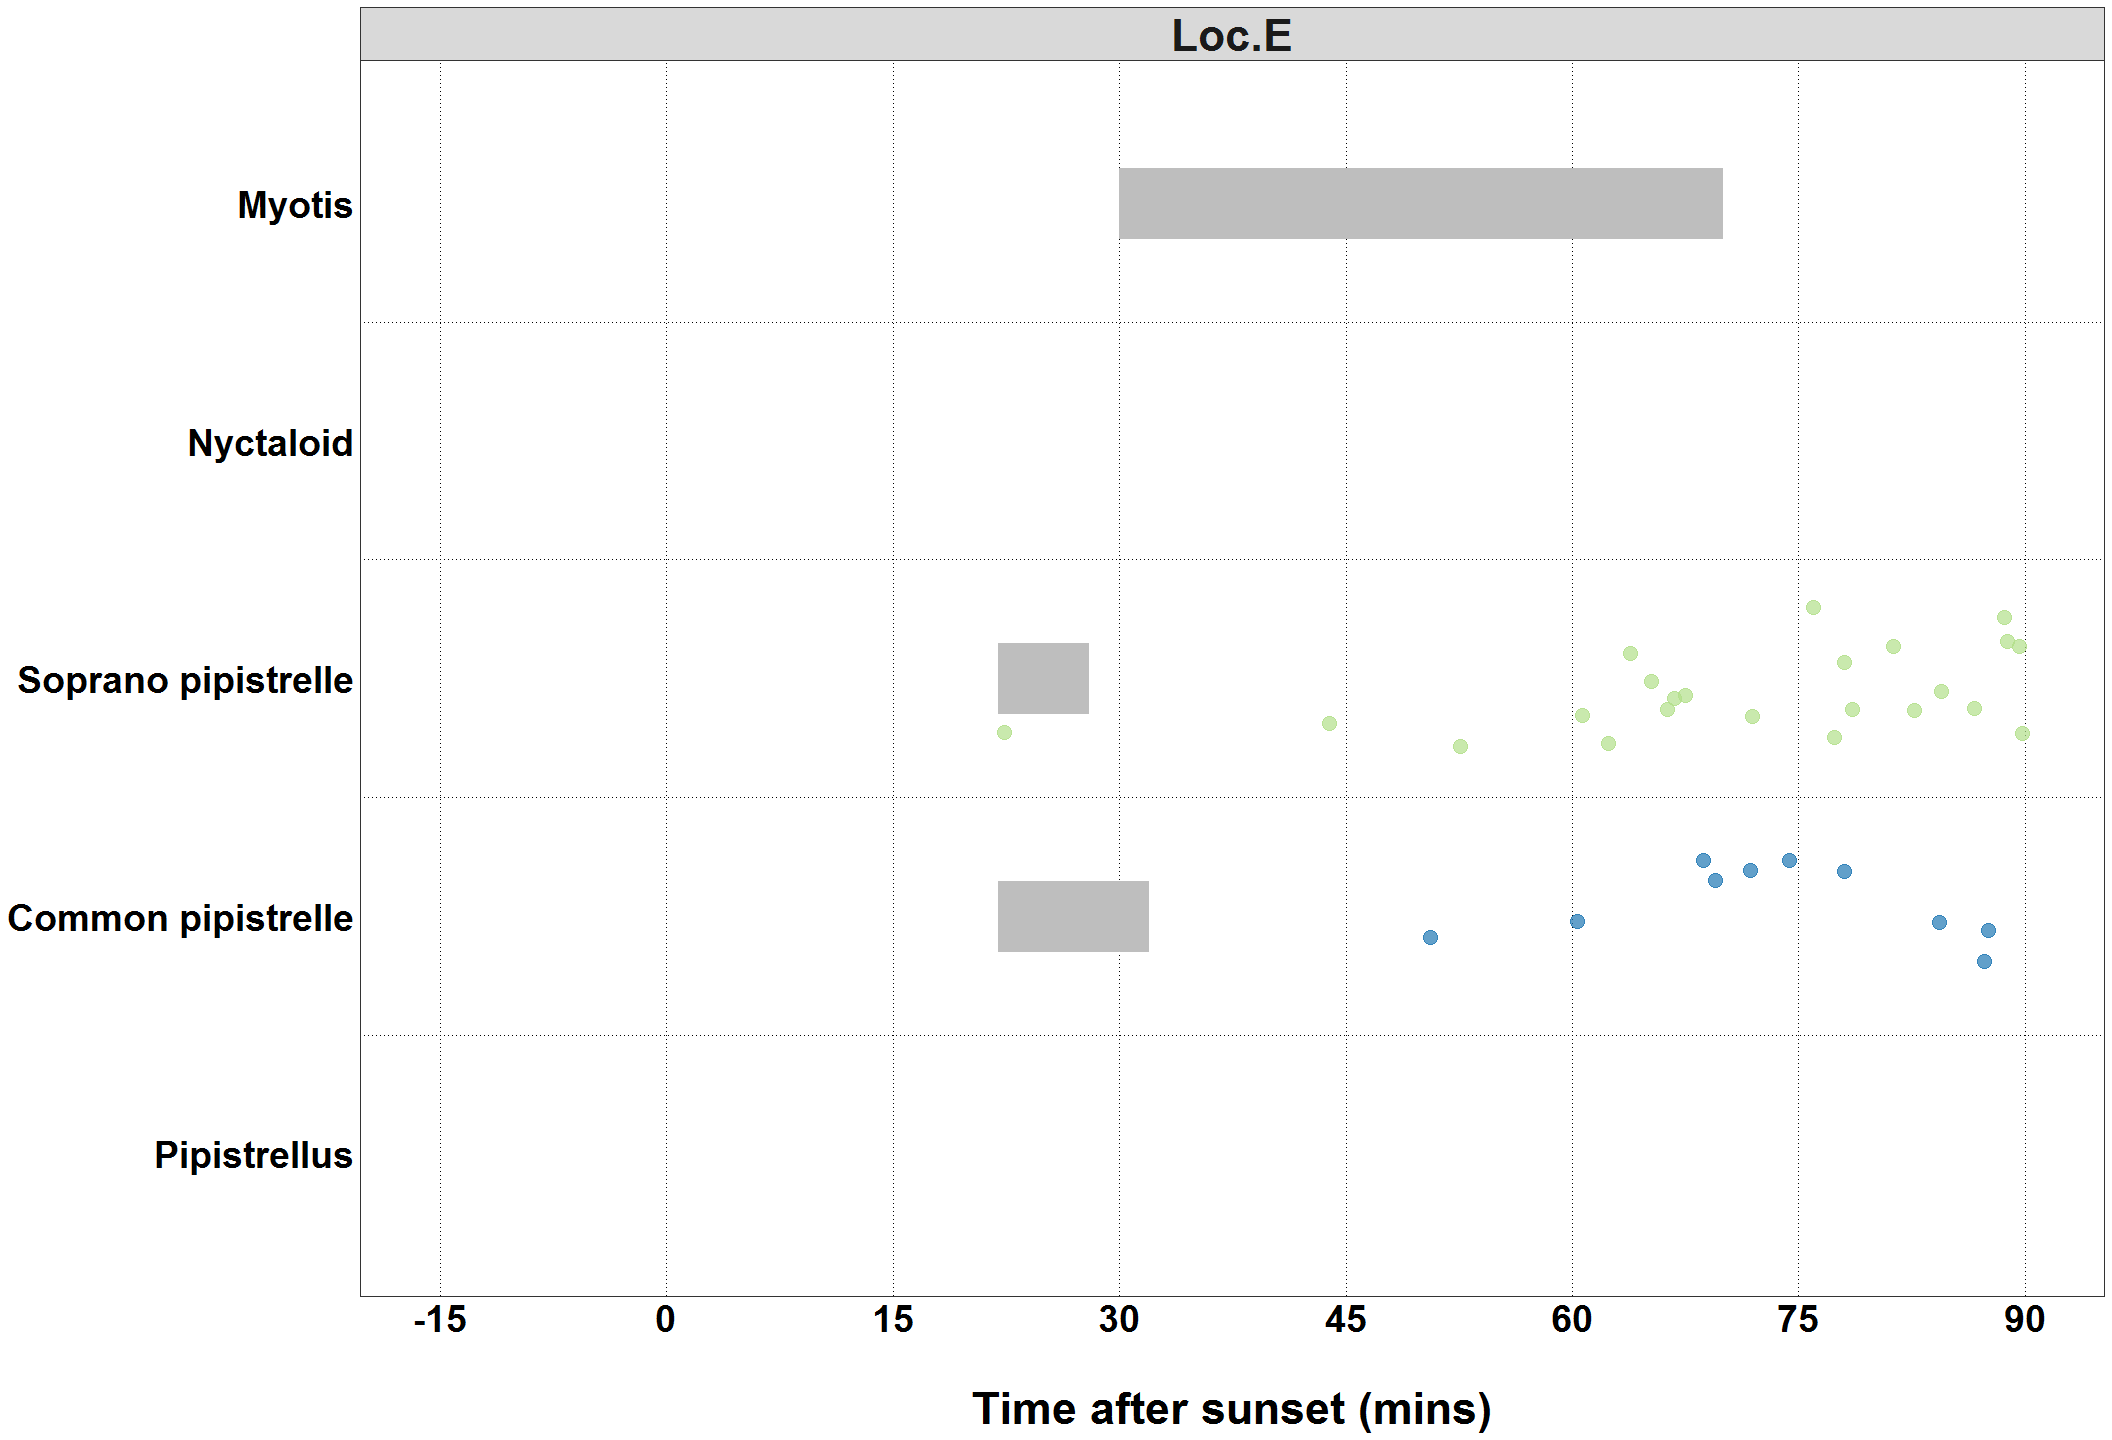 Loc.E
Myotis
Nyctaloid
Soprano pipistrelle
Common pipistrelle
Pipistrellus
-15 0 15 30 45 60 75 90
Time after sunset (mins)